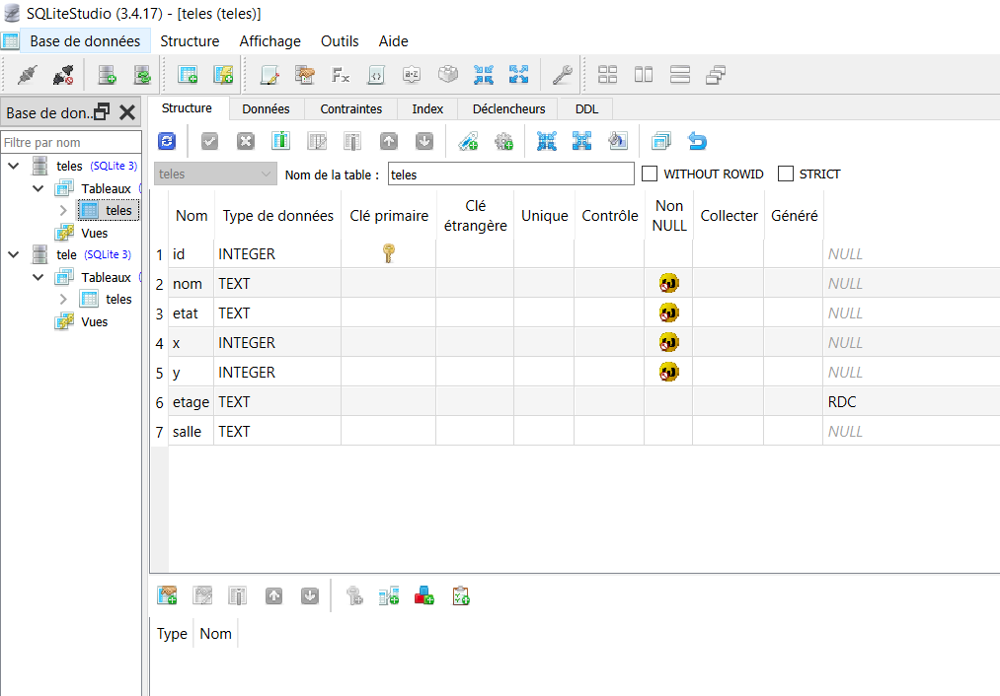 SQLiteStudio (3.4.17) - [teles (teles)]
Base de données Structure Affichage Outils Aide
Base de don..
Filtre par nom
teles (SQLite 3)
Tableaux
teles
Vues
tele (SQLite 3)
Tableaux
teles
Vues
Structure Données Contraintes Index Déclencheurs DDL
teles Nom de la table : teles WITHOUT ROWID STRICT
Nom Type de données Clé primaire Clé étrangère Unique Contrôle Non NULL Collecter Généré
1 id INTEGER NULL
2 nom TEXT NULL
3 etat TEXT NULL
4 x INTEGER NULL
5 y INTEGER NULL
6 etage TEXT RDC
7 salle TEXT NULL
Type Nom